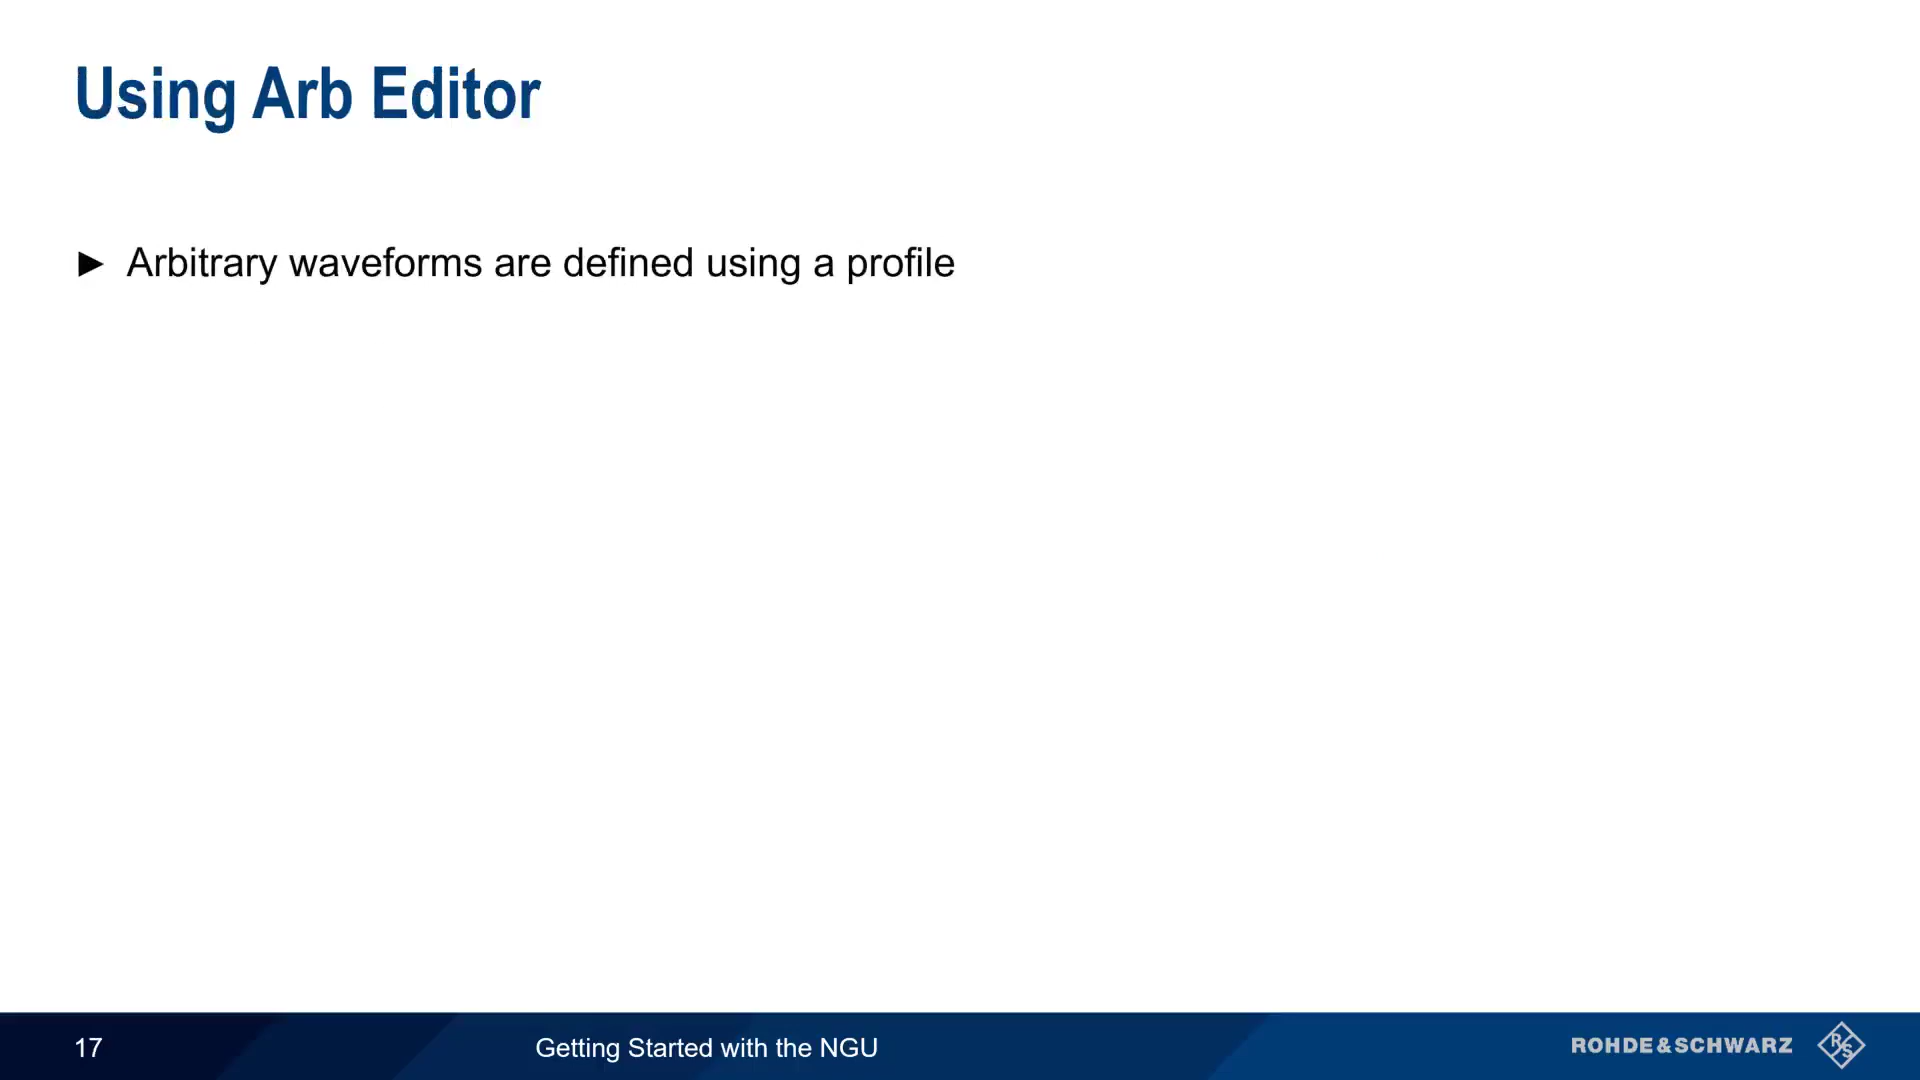 Using Arb Editor
► Arbitrary waveforms are defined using a profile
17
Getting Started with the NGU
ROHDE&SCHWARZ
R&S